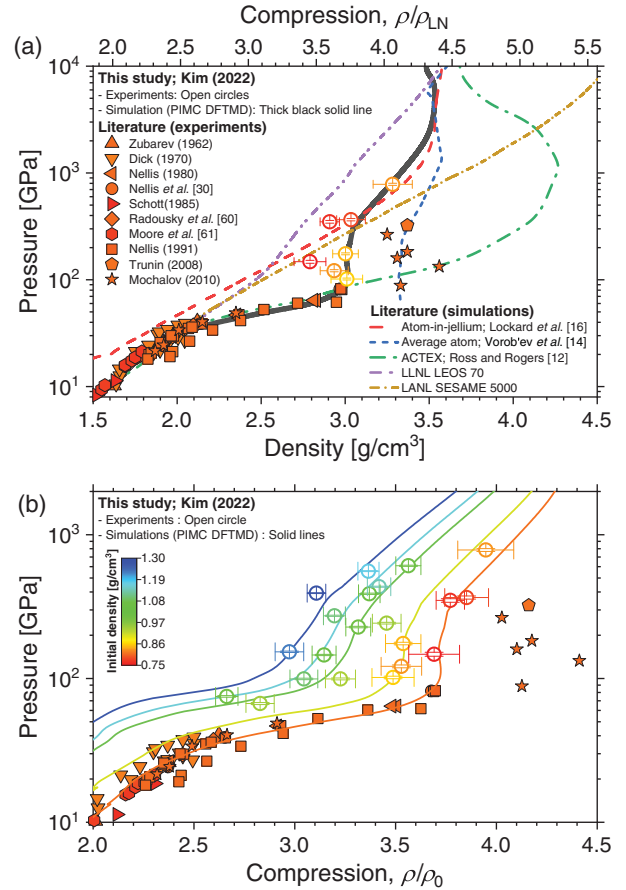 Compression, ρ/ρLN
2.0 2.5 3.0 3.5 4.0 4.5 5.0 5.5
(a)
This study; Kim (2022)
- Experiments: Open circles
- Simulation (PIMC DFTMD): Thick black solid line
Literature (experiments)
Zubarev (1962)
Dick (1970)
Nellis (1980)
Nellis et al. [30]
Schott(1985)
Radousky et al. [60]
Moore et al. [61]
Nellis (1991)
Trunin (2008)
Mochalov (2010)
Literature (simulations)
Atom-in-jellium; Lockard et al. [16]
Average atom; Vorob'ev et al. [14]
ACTEX; Ross and Rogers [12]
LLNL LEOS 70
LANL SESAME 5000
Pressure [GPa]
10⁴
10³
10²
10¹
1.5 2.0 2.5 3.0 3.5 4.0 4.5
Density [g/cm³]
(b)
This study; Kim (2022)
- Experiments : Open circle
- Simulations (PIMC DFTMD) : Solid lines
Initial density [g/cm³]
1.30
1.19
1.08
0.97
0.86
0.75
Pressure [GPa]
10³
10²
10¹
2.0 2.5 3.0 3.5 4.0 4.5
Compression, ρ/ρ₀